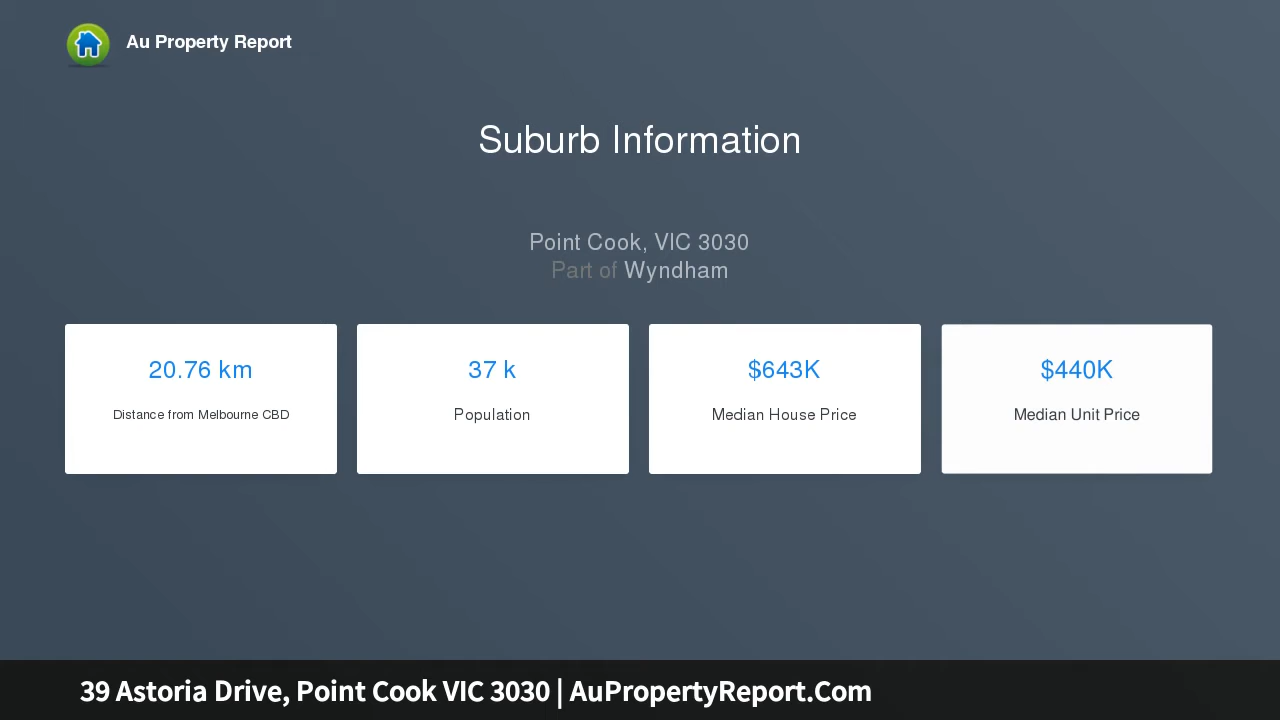 Au Property Report
Suburb Information
Point Cook, VIC 3030
Part of Wyndham
20.76 km
Distance from Melbourne CBD
37 k
Population
$643K
Median House Price
$440K
Median Unit Price
39 Astoria Drive, Point Cook VIC 3030 | AuPropertyReport.Com